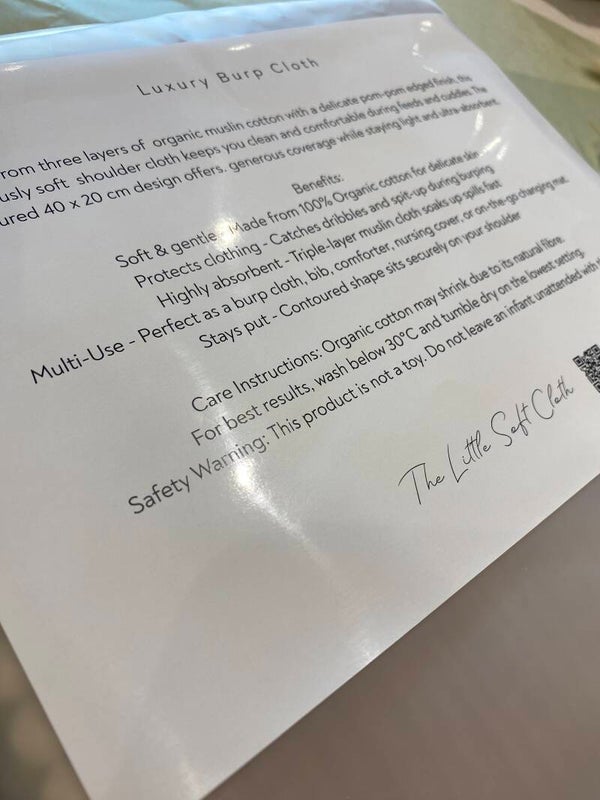 Luxury Burp Cloth
rom three layers of organic muslin cotton with a delicate pom-pom edged finish, this
usly soft shoulder cloth keeps you clean and comfortable during feeds and cuddles. The
ured 40 x 20 cm design offers. generous coverage while staying light and ultra-absorbent.
Benefits:
Soft & gentle - Made from 100% Organic cotton for delicate skin
Protects clothing - Catches dribbles and spit-up during burping
Highly absorbent - Triple-layer muslin cloth soaks up spills fast
Multi-Use - Perfect as a burp cloth, bib, comforter, nursing cover, or on-the-go changing mat
Stays put - Contoured shape sits securely on your shoulder
Care Instructions: Organic cotton may shrink due to its natural fibre.
For best results, wash below 30°C and tumble dry on the lowest setting.
Safety Warning: This product is not a toy. Do not leave an infant unattended with
The Little Soft Cloth